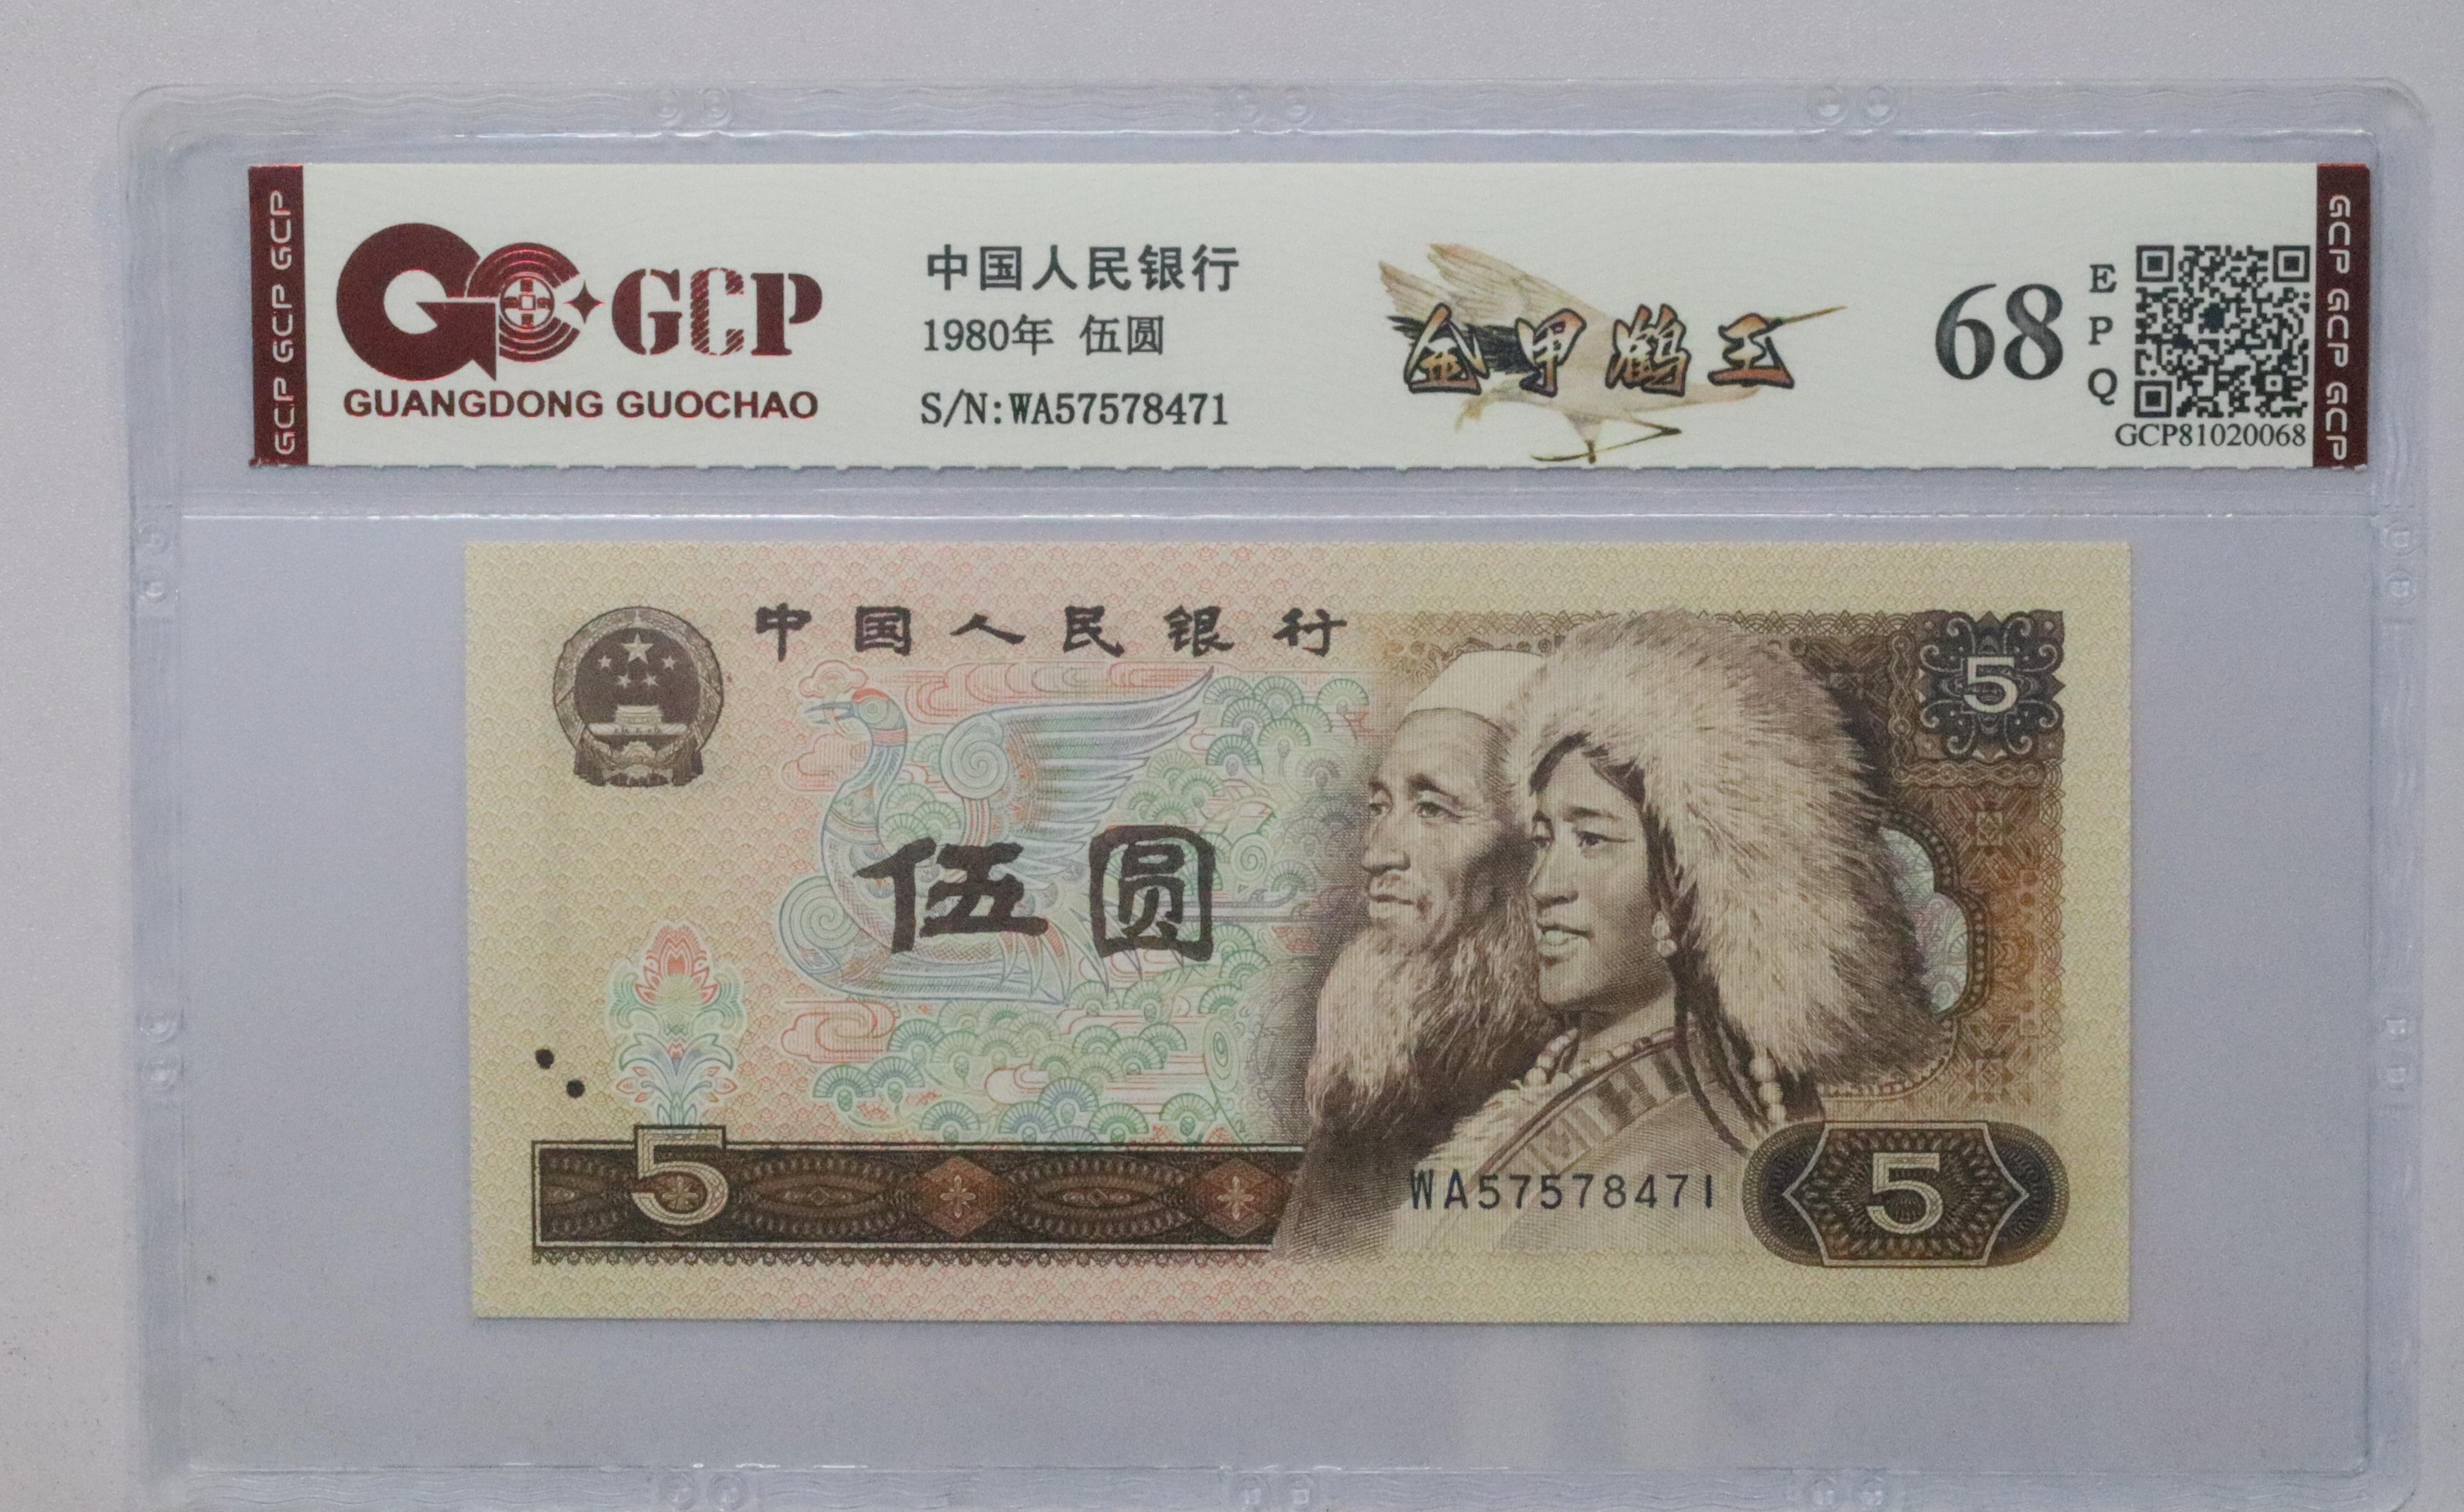 GCP GCP GCP
GCP
GUANGDONG GUOCHAO
中国人民银行
1980年 伍圆
S/N:WA57578471
金甲鹤王
68
EPQ
GCP81020068
GCP GCP GCP
中国人民银行
5
伍圆
5
WA57578471
5